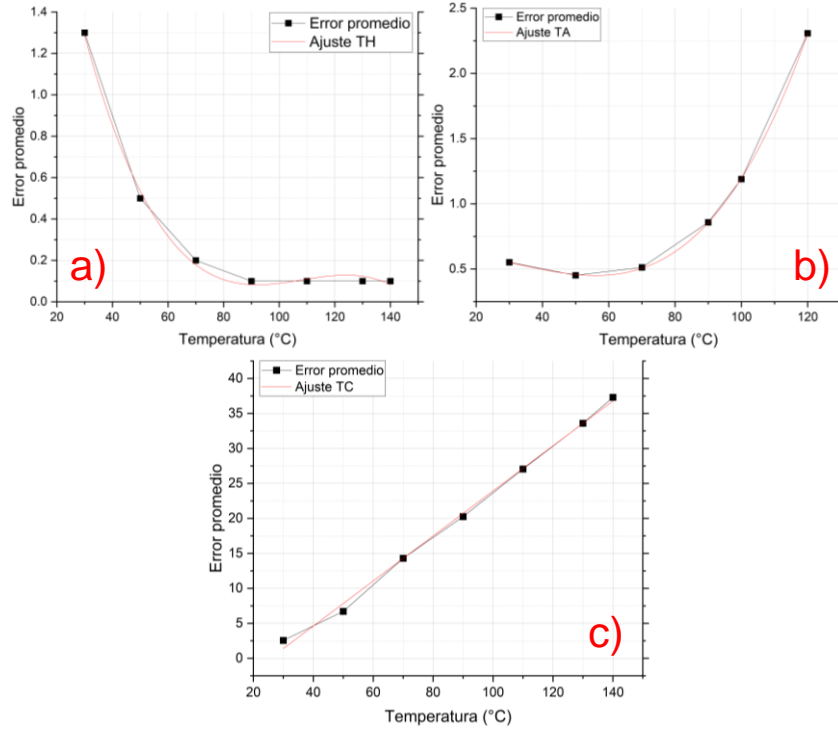 Error promedio
Ajuste TH
1.4
1.2
1.0
0.8
0.6
0.4
0.2
0.0
Error promedio
20 40 60 80 100 120 140
Temperatura (°C)
a)
Error promedio
Ajuste TA
2.5
2.0
1.5
1.0
0.5
Error promedio
20 40 60 80 100 120
Temperatura (°C)
b)
Error promedio
Ajuste TC
40
35
30
25
20
15
10
5
0
Error promedio
20 40 60 80 100 120 140
Temperatura (°C)
c)